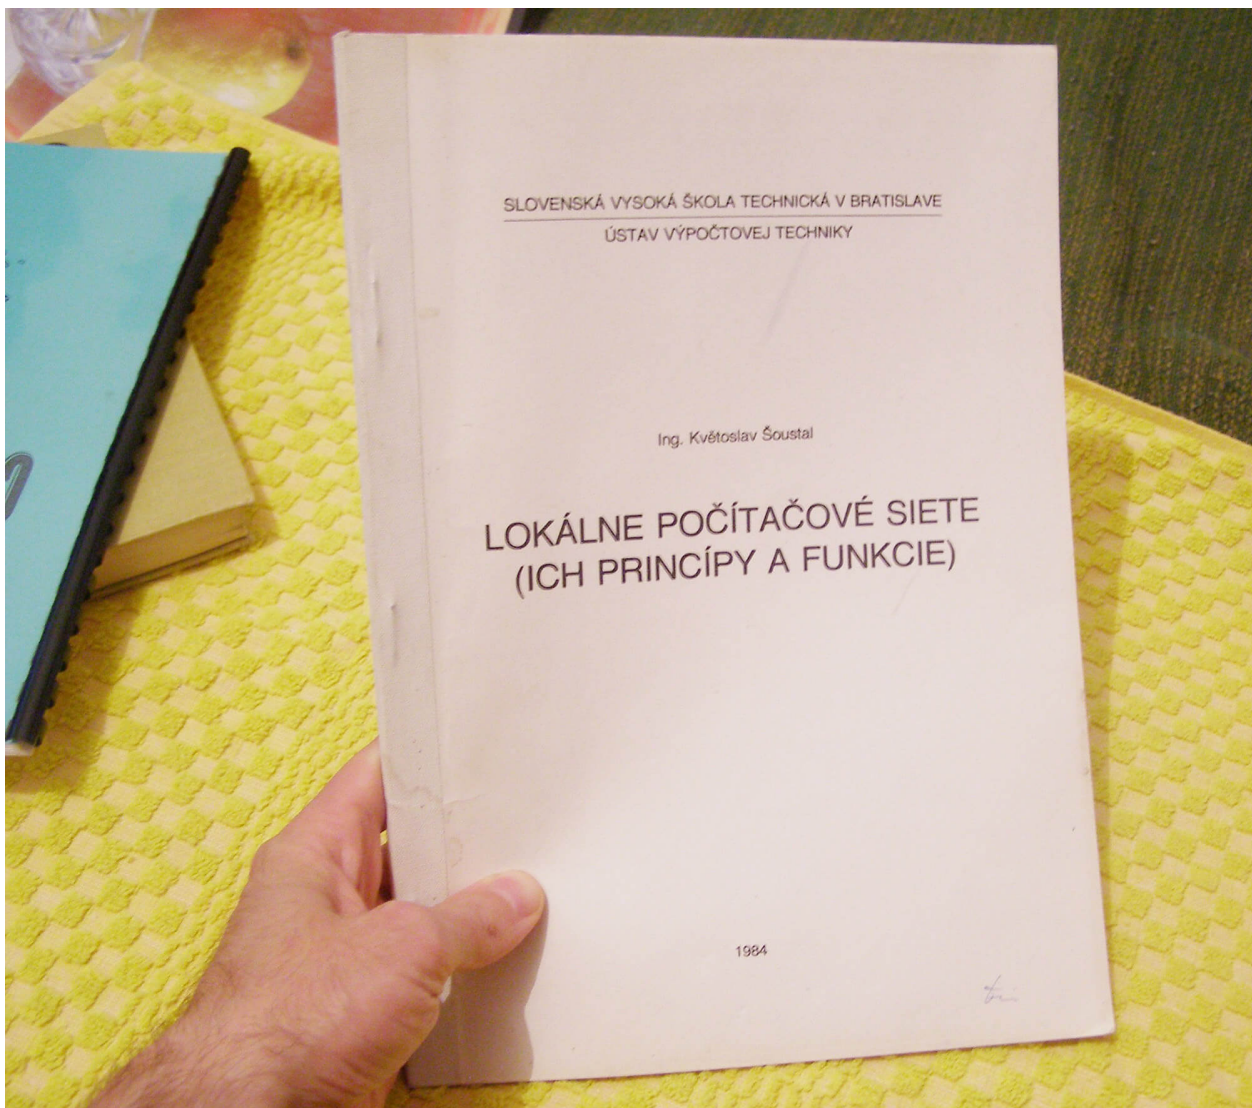 SLOVENSKÁ VYSOKÁ ŠKOLA TECHNICKÁ V BRATISLAVE
ÚSTAV VÝPOČTOVEJ TECHNIKY
Ing. Květoslav Šoustal
LOKÁLNE POČÍTAČOVÉ SIETE
(ICH PRINCÍPY A FUNKCIE)
1984